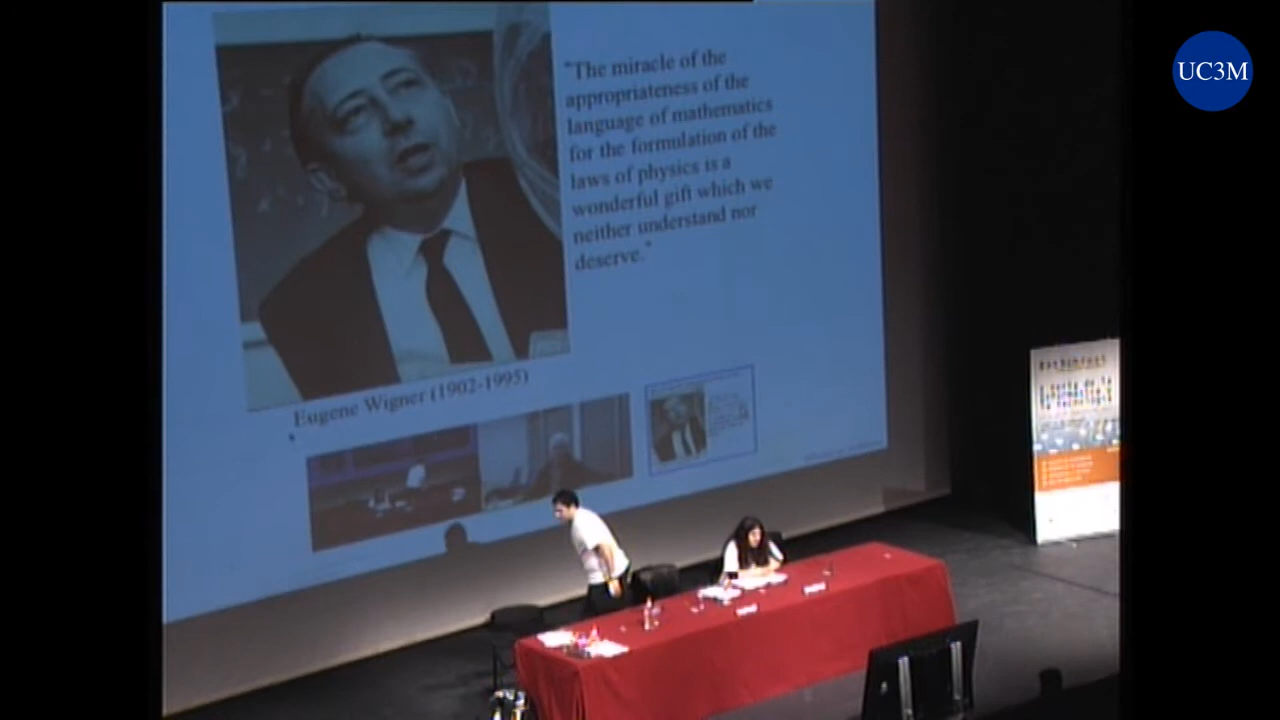 UC3M
"The miracle of the
appropriateness of the
language of mathematics
for the formulation of the
laws of physics is a
wonderful gift which we
neither understand nor
deserve."
Eugene Wigner (1902-1995)